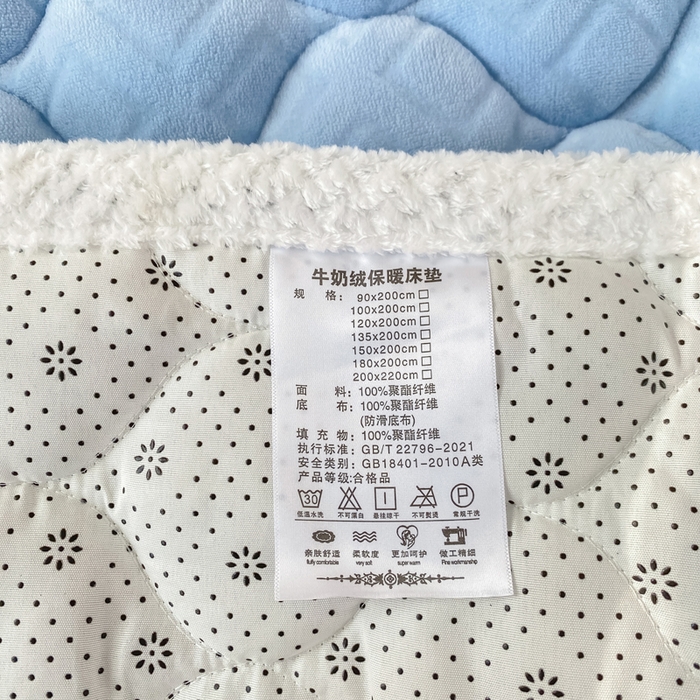 牛奶绒保暖床垫
规 格：90x200cm□
100x200cm□
120x200cm□
135x200cm□
150x200cm□
180x200cm□
200x220cm□
面 料：100%聚酯纤维
底 布：100%聚酯纤维
(防滑底布)
填 充 物：100%聚酯纤维
执行标准：GB/T 22796-2021
安全类别：GB18401-2010A类
产品等级:合格品
30 P
低温水洗 不可漂白 悬挂晾干 不可熨烫 常规干洗
亲肤舒适 柔软度 更加呵护 做工精细
fully comfortable very soft super warm Fine workmanship